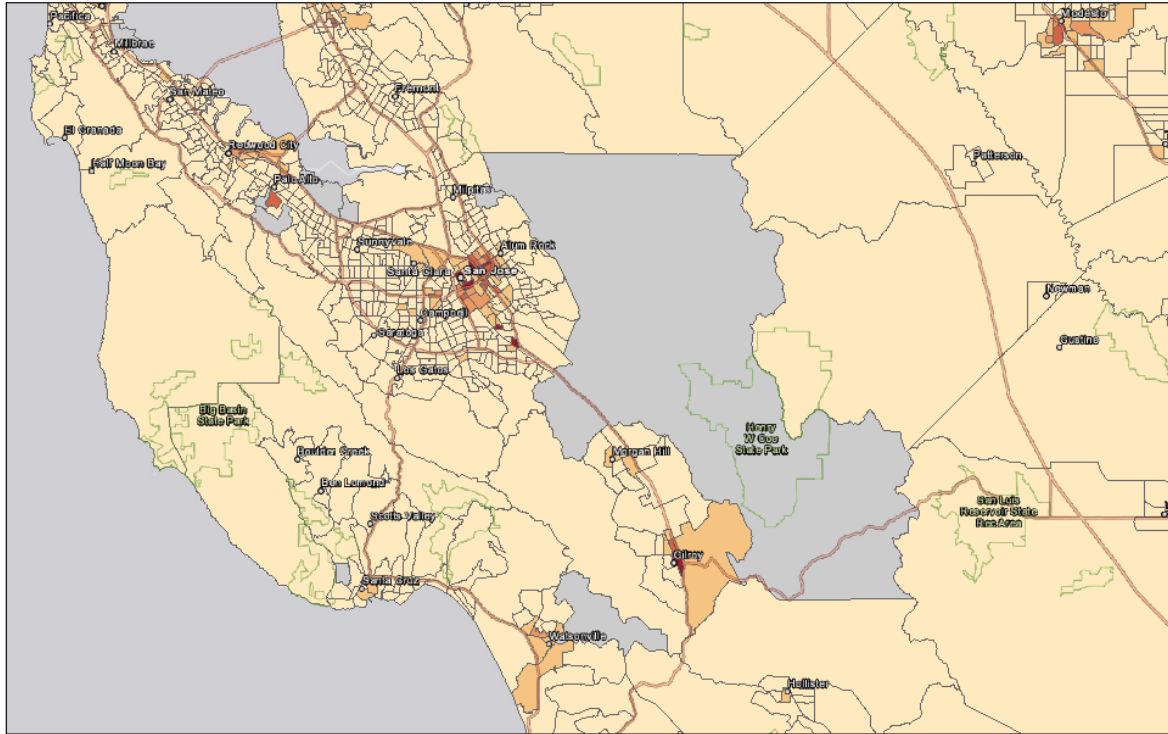 Pacifica
Modesto
Millbrae
San Mateo
Fremont
El Granada
Redwood City
Half Moon Bay
Patterson
Palo Alto
Milpitas
Sunnyvale
Alum Rock
Santa Clara
San Jose
Newman
Campbell
Saratoga
Gustine
Los Gatos
Big Basin
State Park
Henry
W Coe
State Park
Boulder Creek
Morgan Hill
Ben Lomond
San Luis
Reservoir State
Rec Area
Scotts Valley
Gilroy
Santa Cruz
Watsonville
Hollister